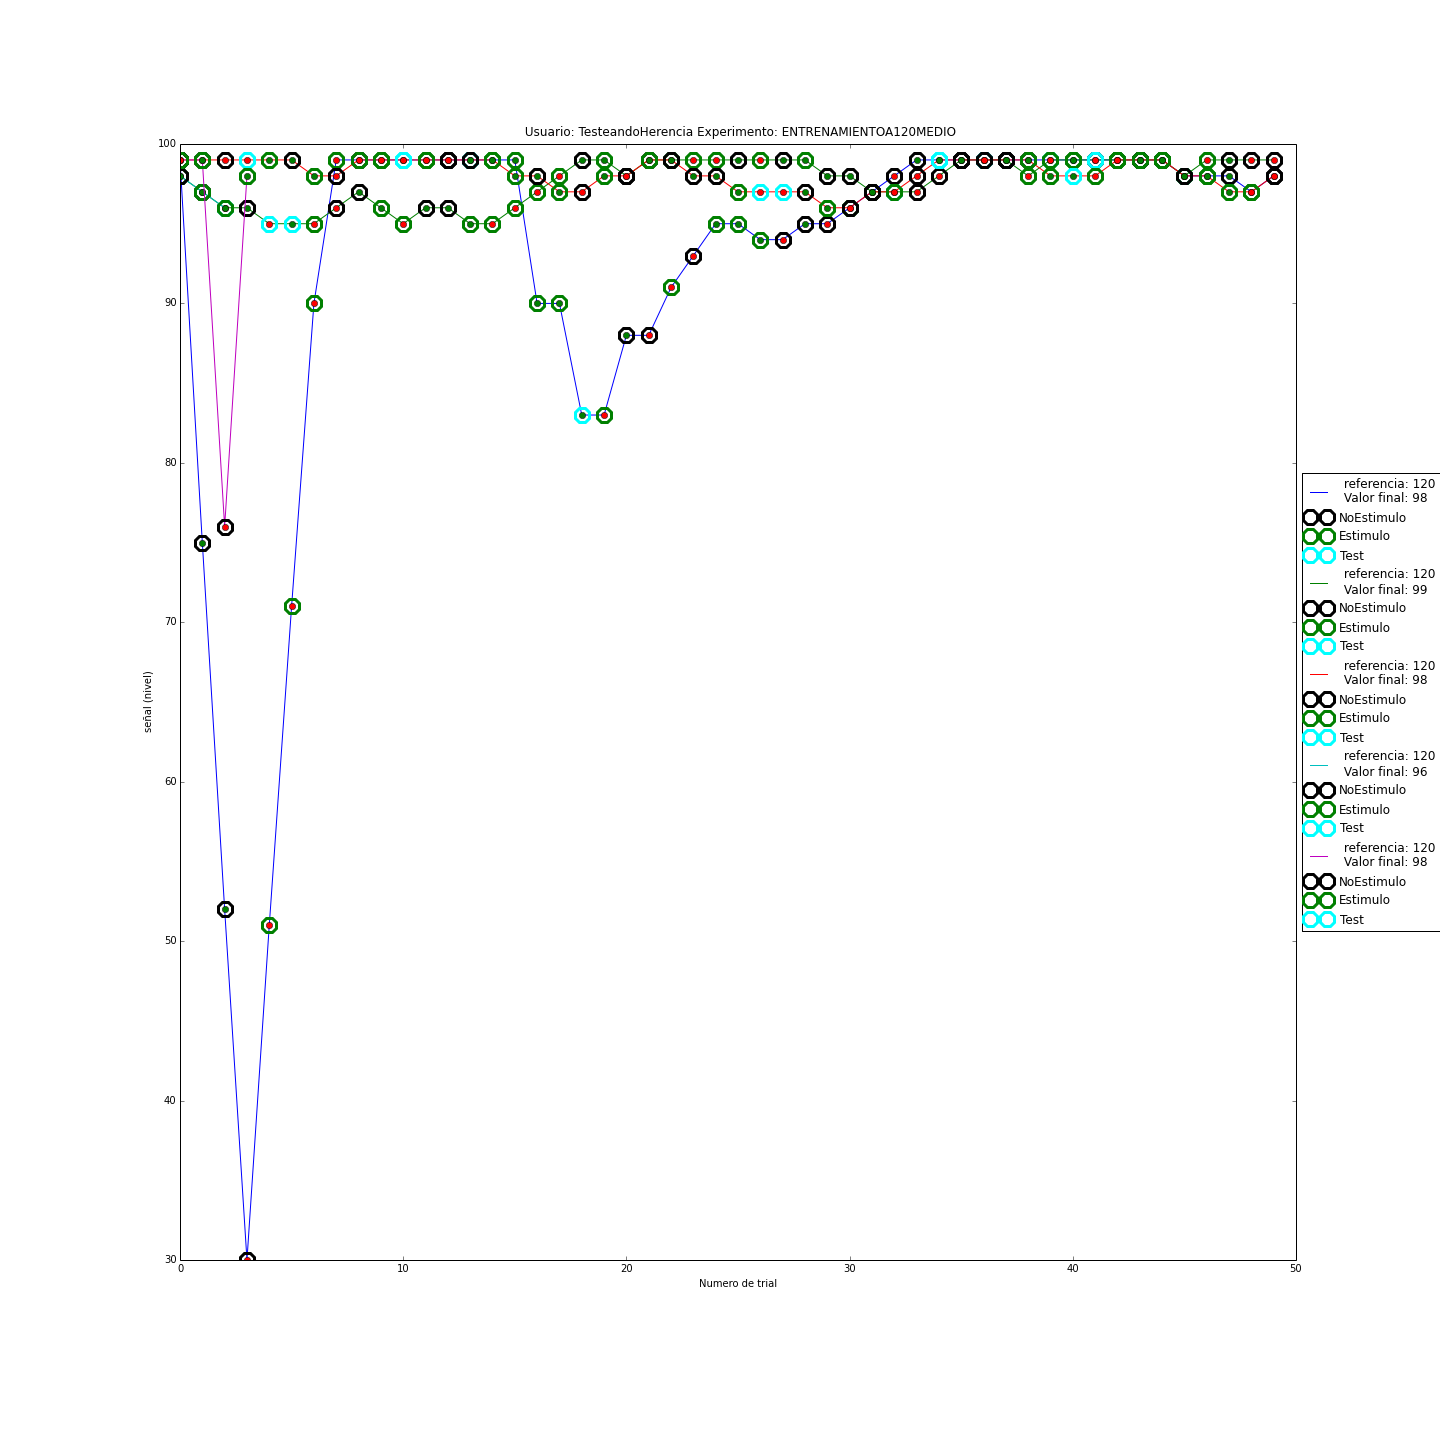 Usuario: TesteandoHerencia Experimento: ENTRENAMIENTOA120MEDIO
100
90
80
70
60
50
40
30
señal (nivel)
0 10 20 30 40 50
Numero de trial
referencia: 120
Valor final: 98
NoEstimulo
Estimulo
Test
referencia: 120
Valor final: 99
NoEstimulo
Estimulo
Test
referencia: 120
Valor final: 98
NoEstimulo
Estimulo
Test
referencia: 120
Valor final: 96
NoEstimulo
Estimulo
Test
referencia: 120
Valor final: 98
NoEstimulo
Estimulo
Test